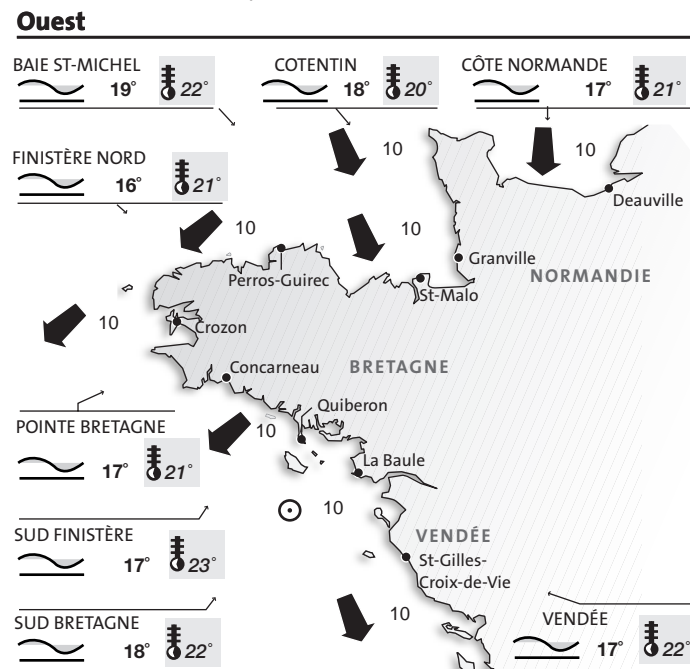 Ouest
BAIE ST-MICHEL
19° 22°
COTENTIN
18° 20°
CÔTE NORMANDE
17° 21°
10
10
FINISTÈRE NORD
16° 21°
10
10
Deauville
Granville
NORMANDIE
Perros-Guirec
St-Malo
10
Crozon
Concarneau
BRETAGNE
Quiberon
POINTE BRETAGNE
17° 21°
10
La Baule
10
SUD FINISTÈRE
17° 23°
VENDÉE
St-Gilles-
Croix-de-Vie
SUD BRETAGNE
18° 22°
10
VENDÉE
17° 22°